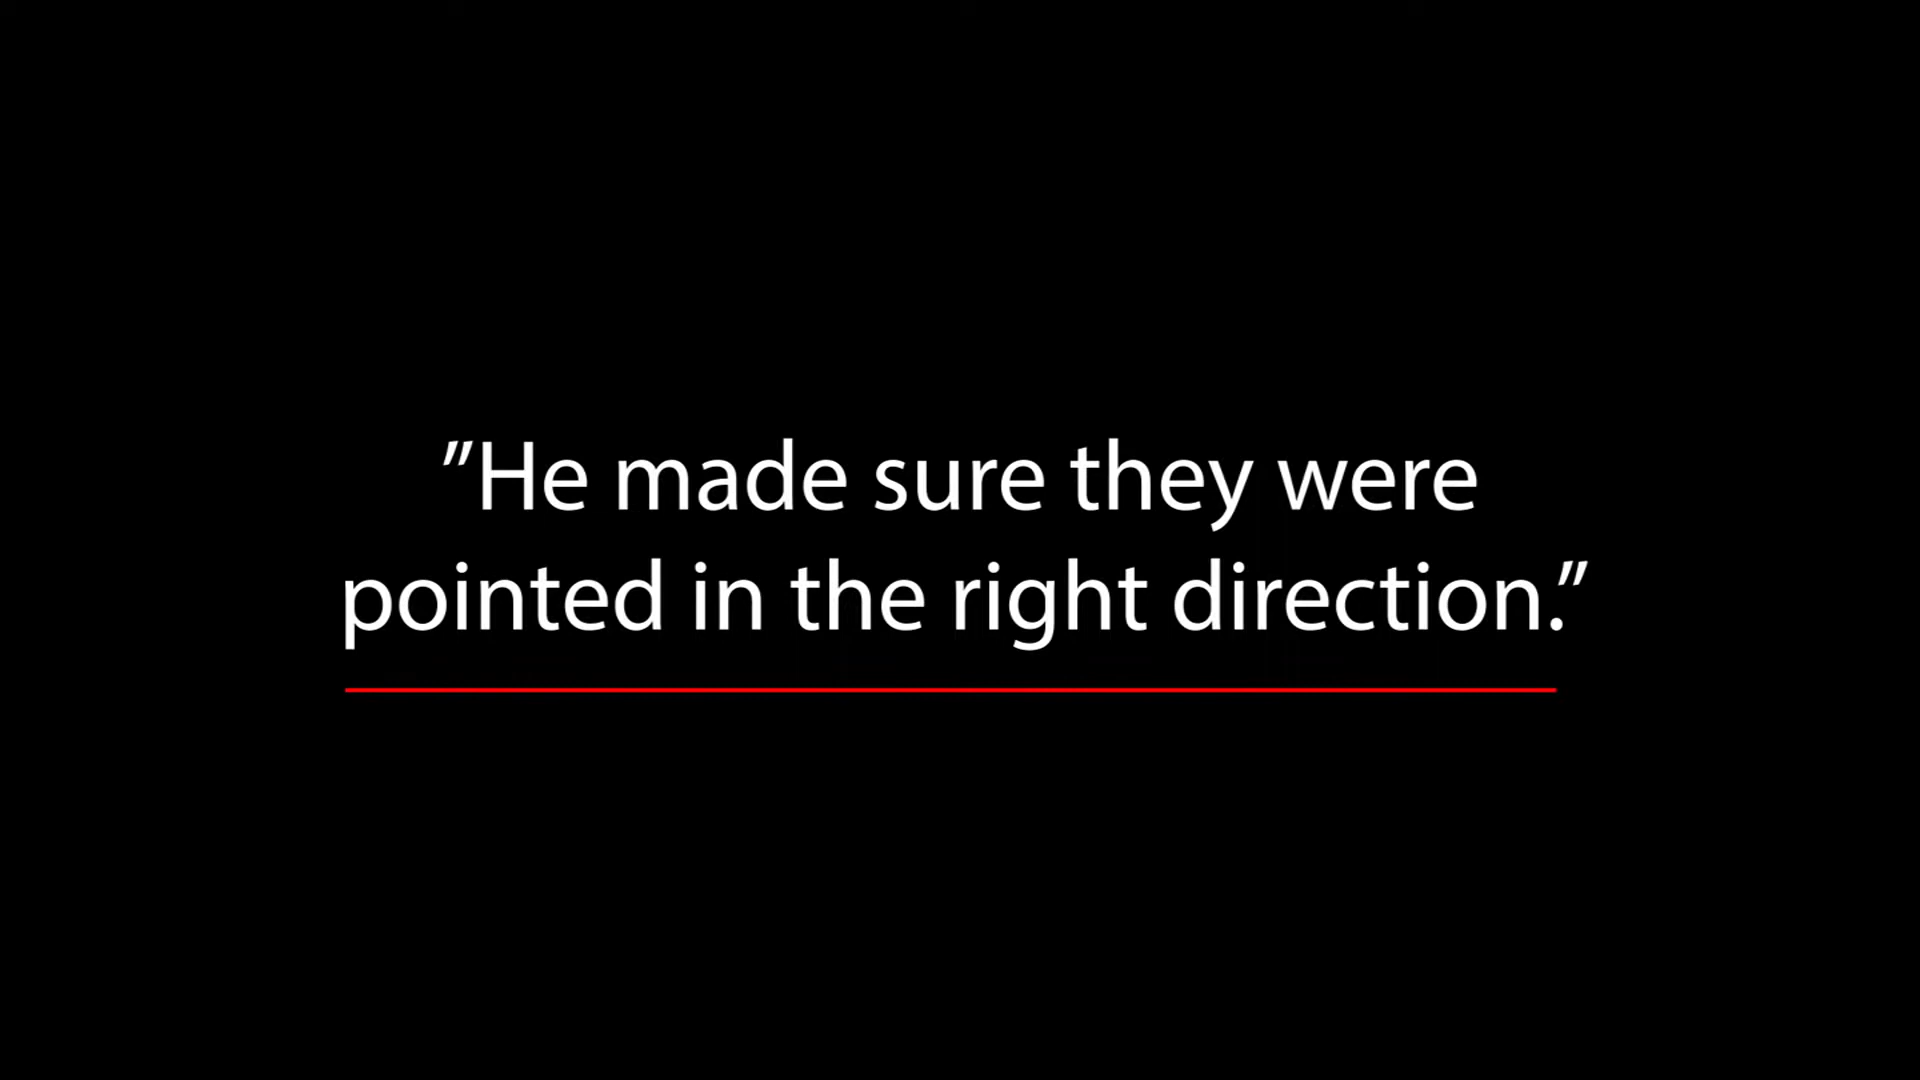 ”He made sure they were
pointed in the right direction.”